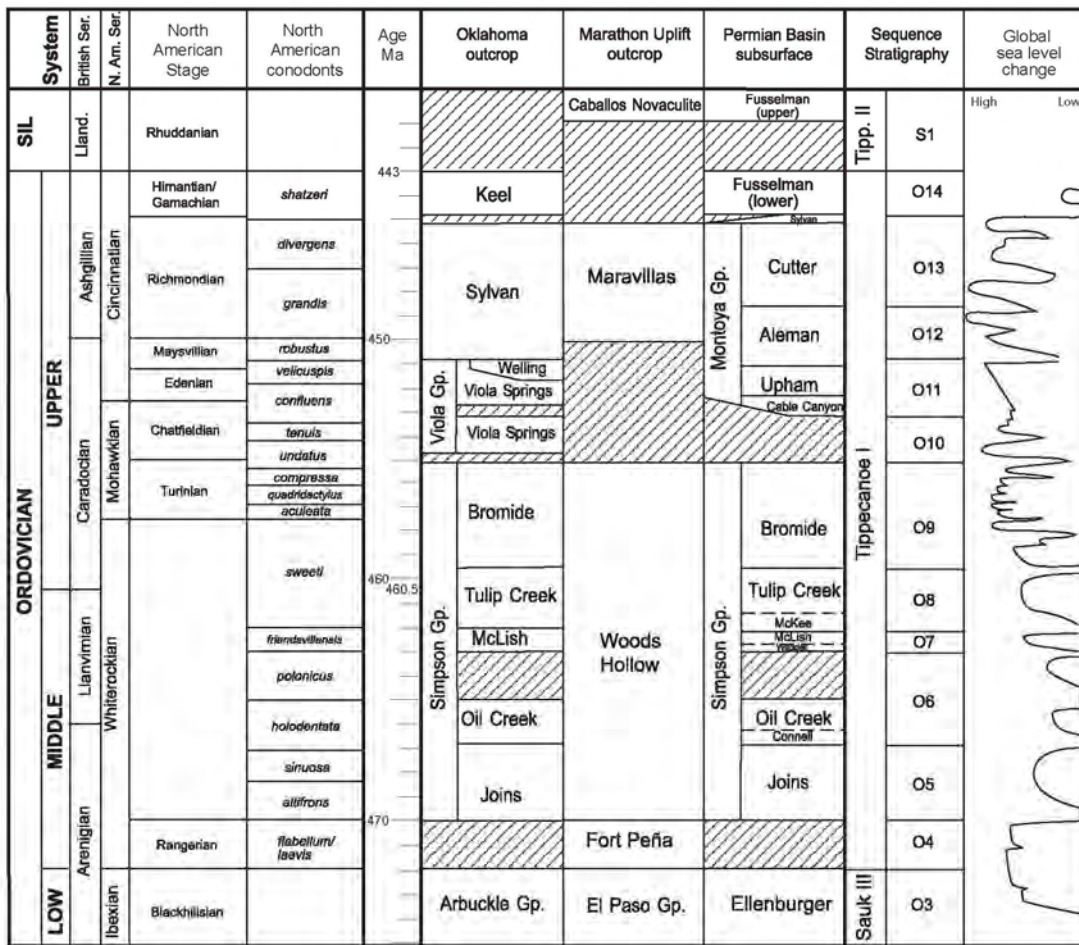 System
British Ser.
N. Am. Ser.
North
American
Stage
North
American
conodonts
Age
Ma
Oklahoma
outcrop
Marathon Uplift
outcrop
Permian Basin
subsurface
Sequence
Stratigraphy
Global
sea level
change
High Low
SIL
Lland.
Rhuddanian
Caballos Novaculite
Fusselman
(upper)
Tipp. II
S1
443
ORDOVICIAN
UPPER
MIDDLE
LOW
Ashgillian
Caradocian
Llanvirnian
Arenigian
Cincinnatian
Mohawkian
Whiterockian
Ibexian
Hirnantian/
Gamachian
Richmondian
Maysvillian
Edenian
Chatfieldian
Turinian
Rangerian
Blackhillsian
shatzeri
divergens
grandis
robustus
velicuspis
confluens
tenuis
undatus
compressa
quadridactylus
aculeata
sweeti
friendsvillensis
polonicus
holodentata
sinuosa
altifrons
flabellum/
laevis
450
460
460.5
470
Keel
Sylvan
Viola Gp.
Welling
Viola Springs
Viola Springs
Simpson Gp.
Bromide
Tulip Creek
McLish
Oil Creek
Joins
Arbuckle Gp.
Maravillas
Woods
Hollow
Fort Peña
El Paso Gp.
Fusselman
(lower)
Sylvan
Montoya Gp.
Cutter
Aleman
Upham
Cable Canyon
Simpson Gp.
Bromide
Tulip Creek
McKee
McLish
Oil Creek
Connell
Joins
Ellenburger
Tippecanoe I
Sauk III
O14
O13
O12
O11
O10
O9
O8
O7
O6
O5
O4
O3